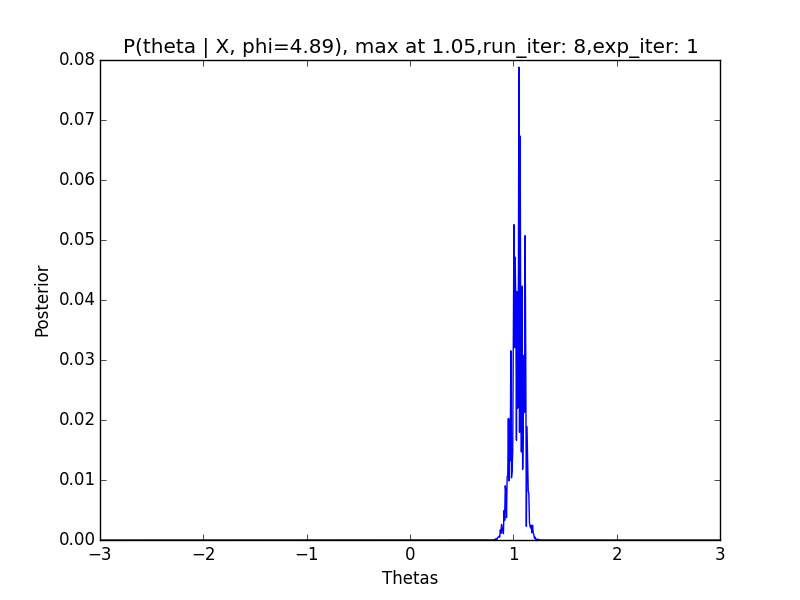 P(theta | X, phi=4.89), max at 1.05,run_iter: 8,exp_iter: 1
0.08
0.07
0.06
0.05
0.04
0.03
0.02
0.01
0.00
Posterior
−3 −2 −1 0 1 2 3
Thetas